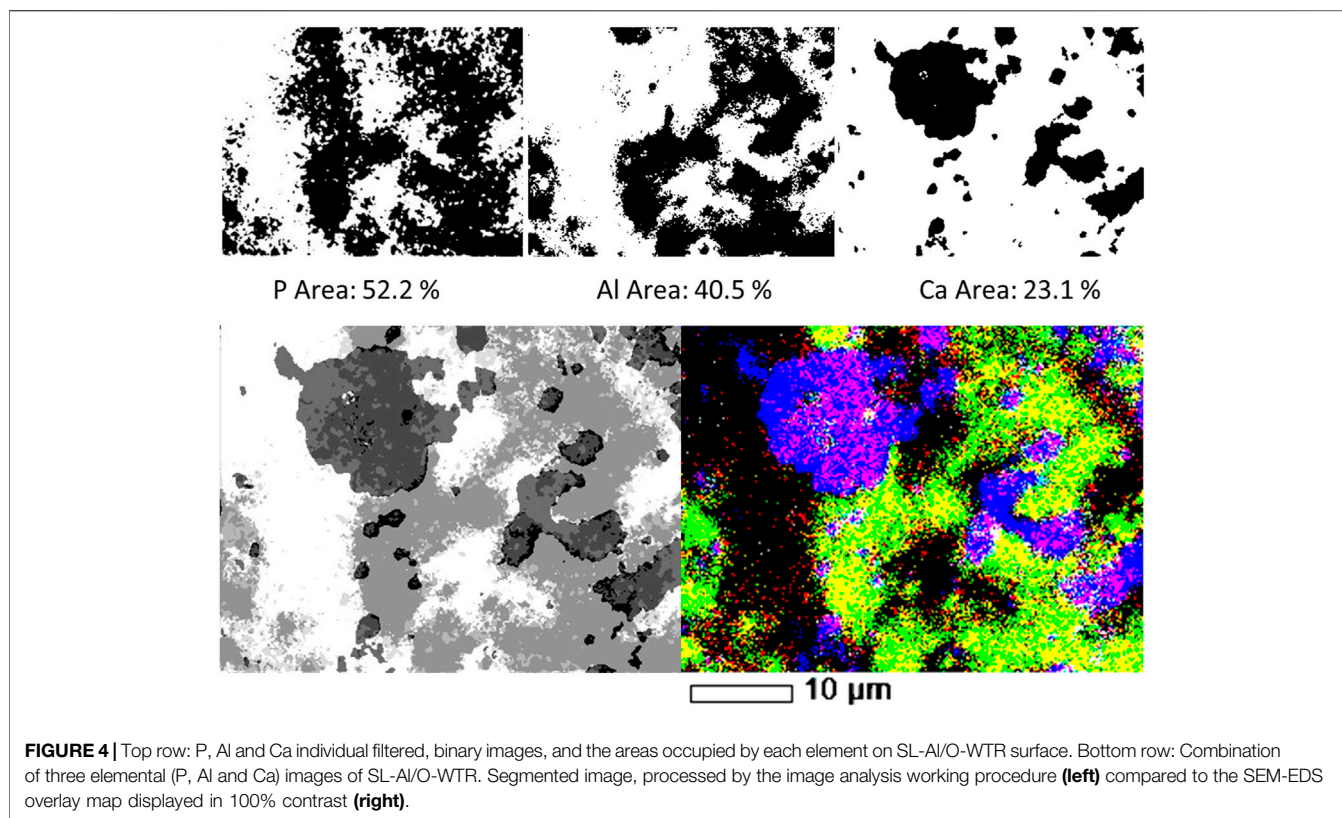 P Area: 52.2 %
Al Area: 40.5 %
Ca Area: 23.1 %
10 µm
FIGURE 4 | Top row: P, Al and Ca individual filtered, binary images, and the areas occupied by each element on SL-Al/O-WTR surface. Bottom row: Combination
of three elemental (P, Al and Ca) images of SL-Al/O-WTR. Segmented image, processed by the image analysis working procedure (left) compared to the SEM-EDS
overlay map displayed in 100% contrast (right).